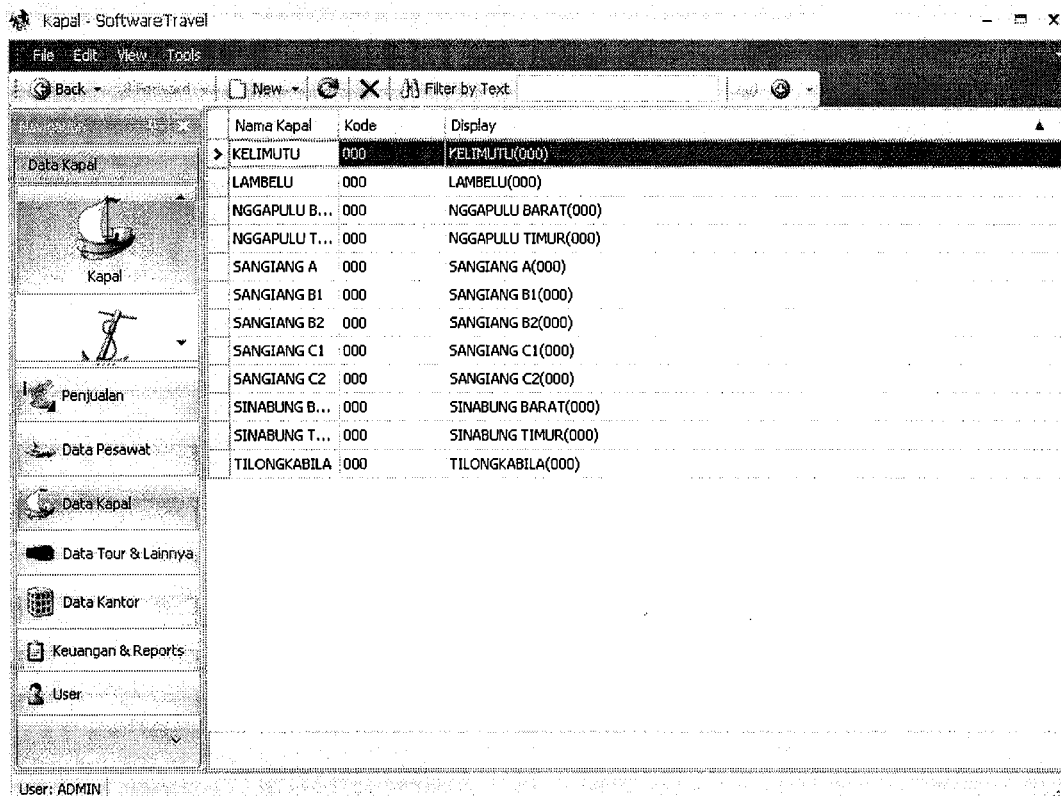 Kapal - SoftwareTravel
File Edit View Tools
Back Forward New Filter by Text
Navigation
Data Kapal
Kapal
Penjualan
Data Pesawat
Data Kapal
Data Tour & Lainnya
Data Kantor
Keuangan & Reports
User
Nama Kapal Kode Display
KELIMUTU 000 KELIMUTU(000)
LAMBELU 000 LAMBELU(000)
NGGAPULU B... 000 NGGAPULU BARAT(000)
NGGAPULU T... 000 NGGAPULU TIMUR(000)
SANGIANG A 000 SANGIANG A(000)
SANGIANG B1 000 SANGIANG B1(000)
SANGIANG B2 000 SANGIANG B2(000)
SANGIANG C1 000 SANGIANG C1(000)
SANGIANG C2 000 SANGIANG C2(000)
SINABUNG B... 000 SINABUNG BARAT(000)
SINABUNG T... 000 SINABUNG TIMUR(000)
TILONGKABILA 000 TILONGKABILA(000)
User: ADMIN